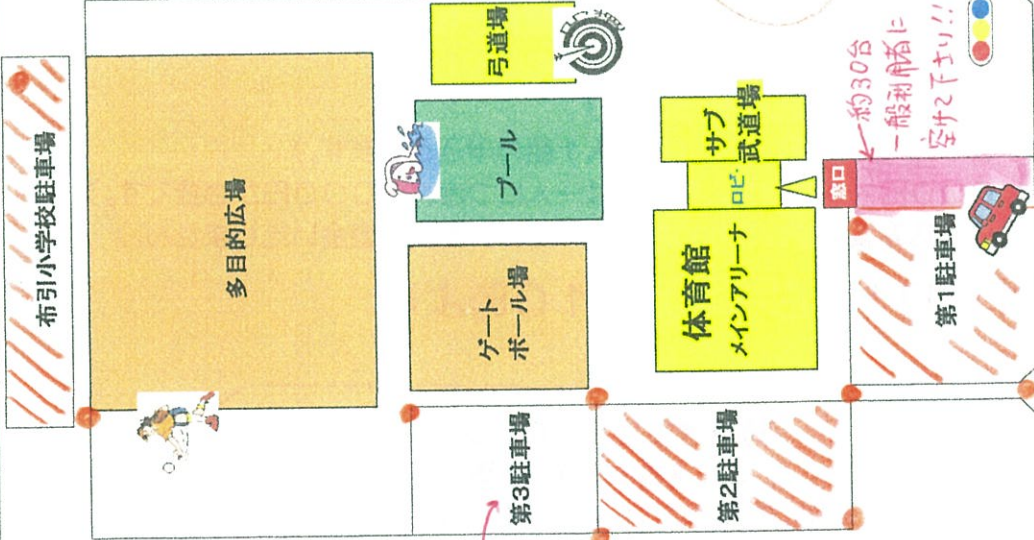 布引小学校駐車場
多目的広場
弓道場
プール
ゲート
ボール場
サブ
武道場
ロビー
体育館
メインアリーナ
窓口
約30台
一般利用者に
空けて下さい!!
第1駐車場
第2駐車場
第3駐車場